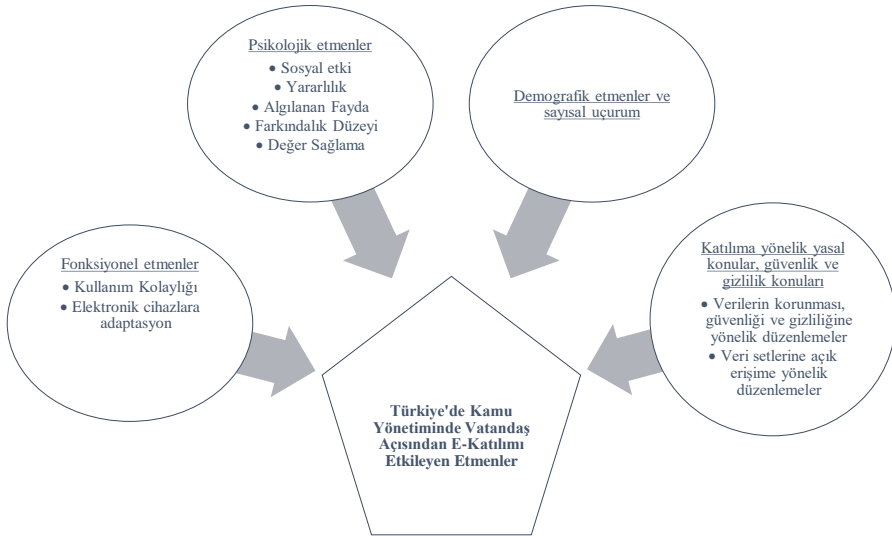 Psikolojik etmenler
• Sosyal etki
• Yararlılık
• Algılanan Fayda
• Farkındalık Düzeyi
• Değer Sağlama
Demografik etmenler ve
sayısal uçurum
Fonksiyonel etmenler
• Kullanım Kolaylığı
• Elektronik cihazlara
adaptasyon
Katılıma yönelik yasal
konular, güvenlik ve
gizlilik konuları
• Verilerin korunması,
güvenliği ve gizliliğine
yönelik düzenlemeler
• Veri setlerine açık
erişime yönelik
düzenlemeler
Türkiye'de Kamu
Yönetiminde Vatandaş
Açısından E-Katılımı
Etkileyen Etmenler